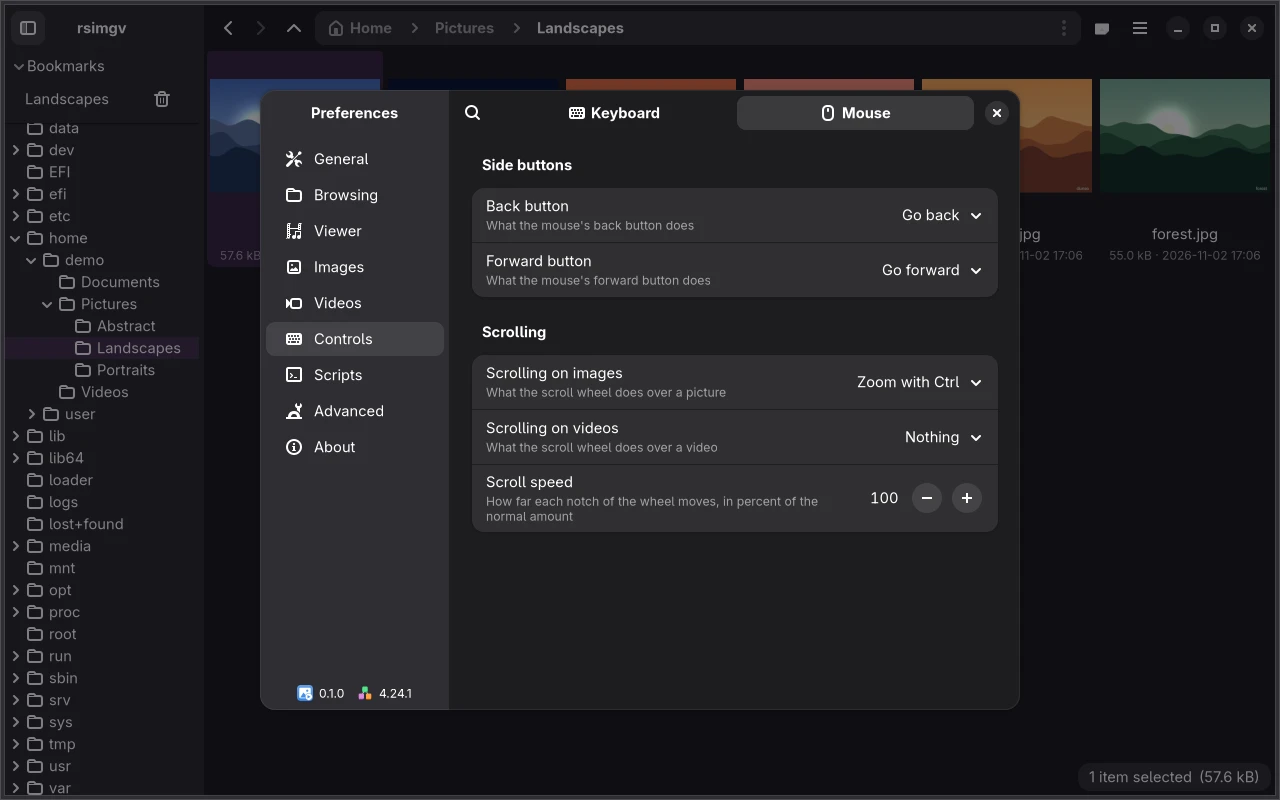 rsimgv
Home
Pictures
Landscapes
Bookmarks
Landscapes
data
dev
EFI
efi
etc
home
demo
Documents
Pictures
Abstract
Landscapes
Portraits
Videos
user
lib
lib64
loader
logs
lost+found
media
mnt
opt
proc
root
run
sbin
srv
sys
tmp
usr
var
57.6 kB
jpg
11-02 17:06
forest.jpg
55.0 kB · 2026-11-02 17:06
Preferences
General
Browsing
Viewer
Images
Videos
Controls
Scripts
Advanced
About
0.1.0
4.24.1
Keyboard
Mouse
Side buttons
Back button
What the mouse's back button does
Go back
Forward button
What the mouse's forward button does
Go forward
Scrolling
Scrolling on images
What the scroll wheel does over a picture
Zoom with Ctrl
Scrolling on videos
What the scroll wheel does over a video
Nothing
Scroll speed
How far each notch of the wheel moves, in percent of the
normal amount
100
1 item selected (57.6 kB)